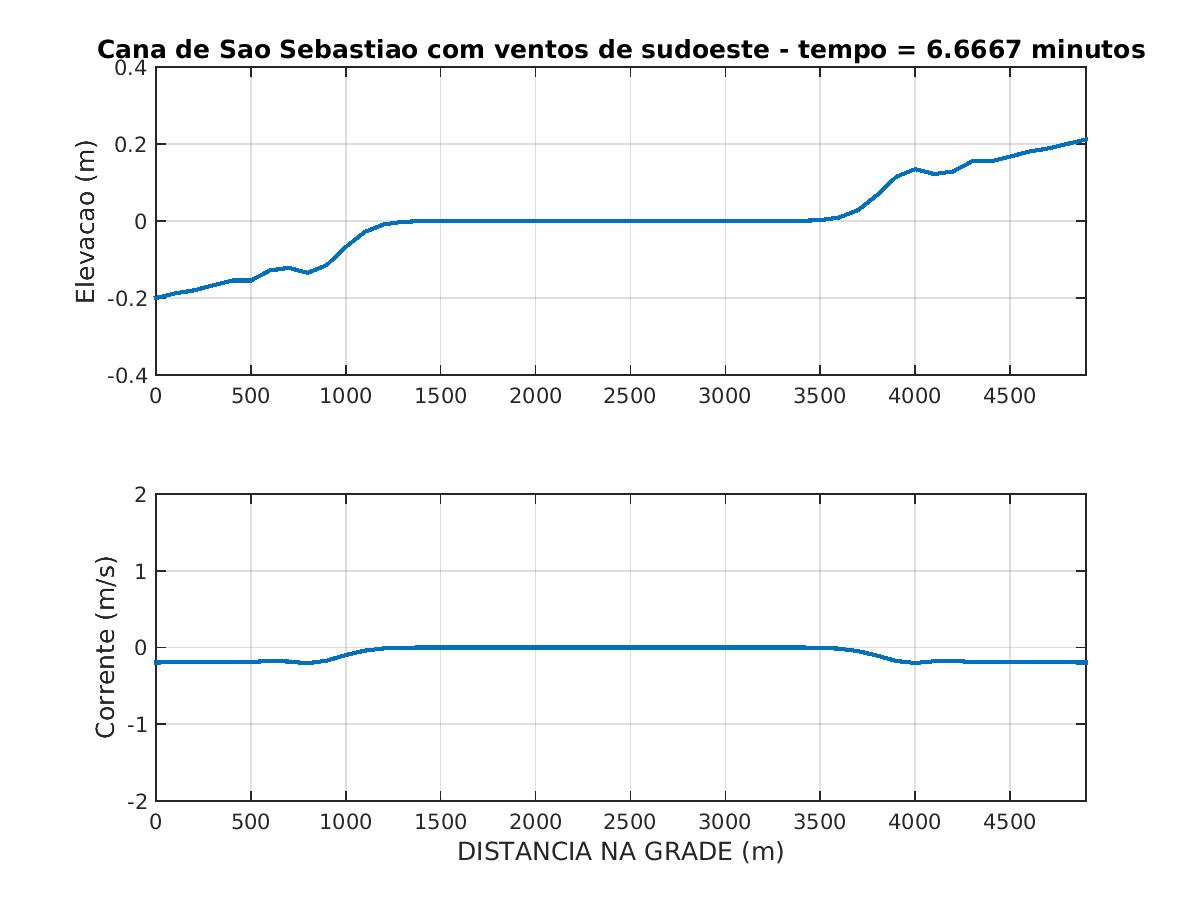 Cana de Sao Sebastiao com ventos de sudoeste - tempo = 6.6667 minutos
0.4
0.2
0
-0.2
-0.4
Elevacao (m)
0 500 1000 1500 2000 2500 3000 3500 4000 4500
2
1
0
-1
-2
Corrente (m/s)
0 500 1000 1500 2000 2500 3000 3500 4000 4500
DISTANCIA NA GRADE (m)